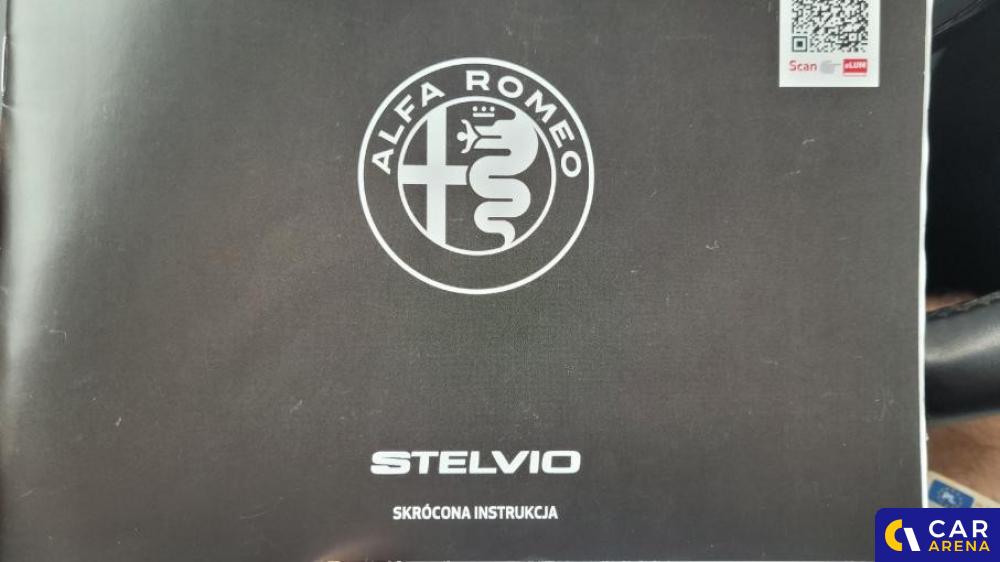 Scan eLUM
ALFA ROMEO
STELVIO
SKRÓCONA INSTRUKCJA
CAR
ARENA